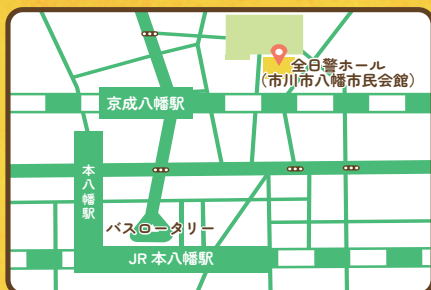 全日警ホール
（市川市八幡市民会館）
京成八幡駅
本八幡駅
バスロータリー
JR 本八幡駅